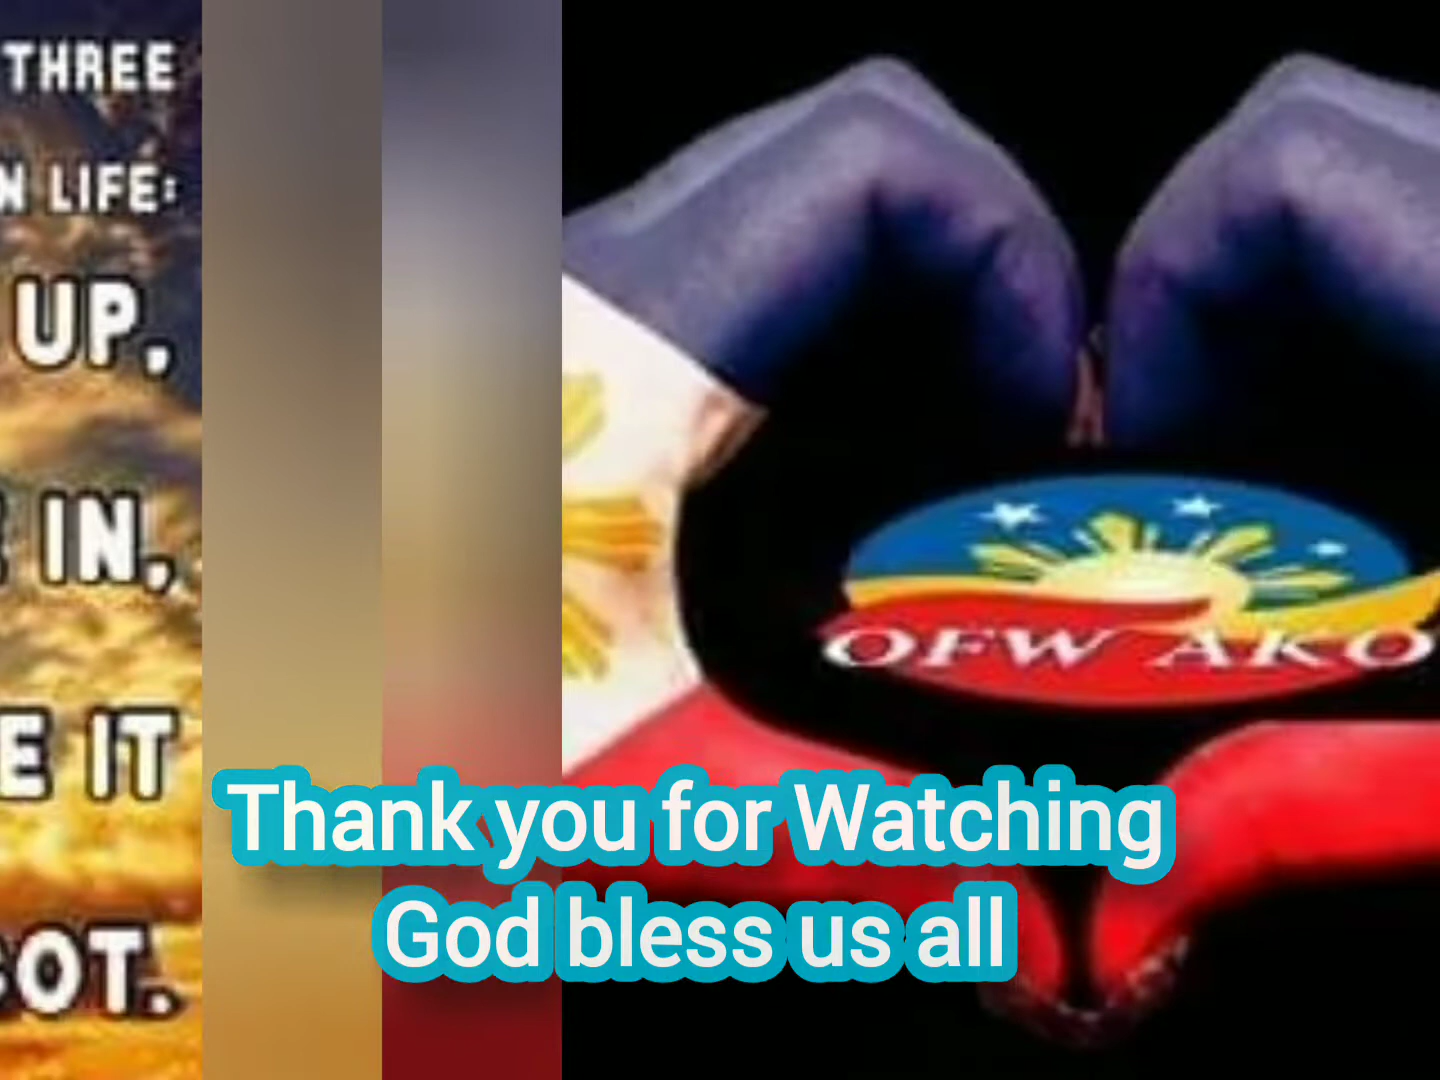 THREE
N LIFE:
UP,
IN,
E IT
OT.
OFW AKO
Thank you for Watching
God bless us all